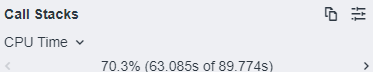 Call Stacks
CPU Time
70.3% (63.085s of 89.774s)